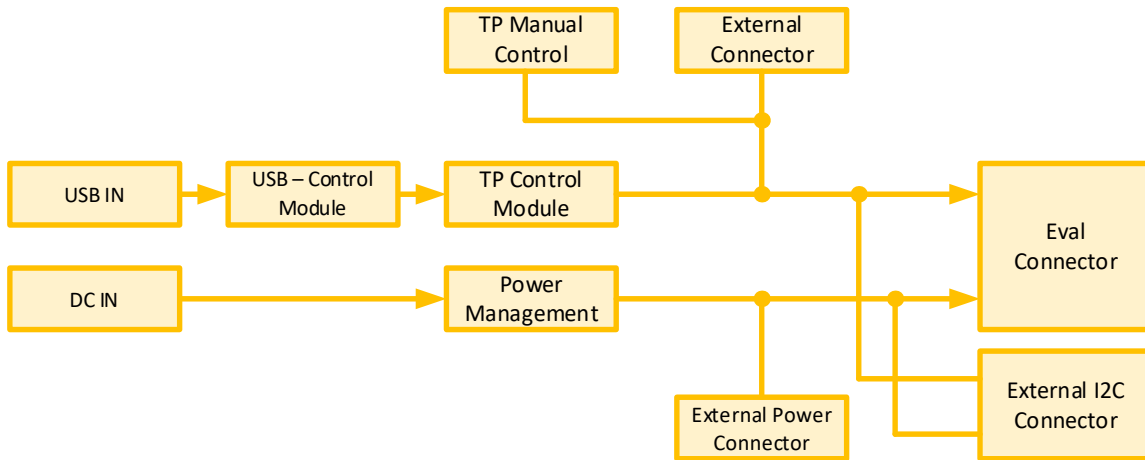 TP Manual
Control
External
Connector
USB IN
USB – Control
Module
TP Control
Module
Eval
Connector
DC IN
Power
Management
External Power
Connector
External I2C
Connector